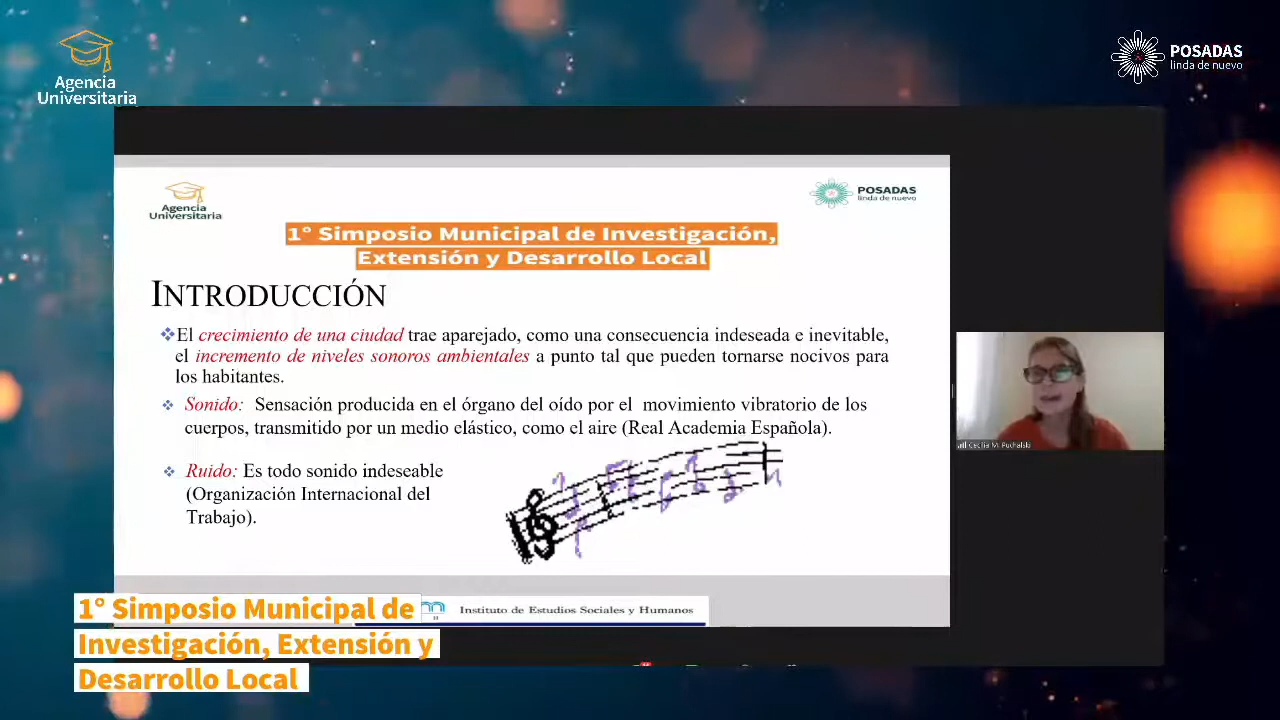 Agencia
Universitaria
POSADAS
linda de nuevo
Agencia
Universitaria
POSADAS
linda de nuevo
1° Simposio Municipal de Investigación,
Extensión y Desarrollo Local
INTRODUCCIÓN
El crecimiento de una ciudad trae aparejado, como una consecuencia indeseada e inevitable,
el incremento de niveles sonoros ambientales a punto tal que pueden tornarse nocivos para
los habitantes.
Sonido: Sensación producida en el órgano del oído por el movimiento vibratorio de los
cuerpos, transmitido por un medio elástico, como el aire (Real Academia Española).
Ruido: Es todo sonido indeseable
(Organización Internacional del
Trabajo).
Cecilia M. Puchalski
Instituto de Estudios Sociales y Humanos
1° Simposio Municipal de
Investigación, Extensión y
Desarrollo Local